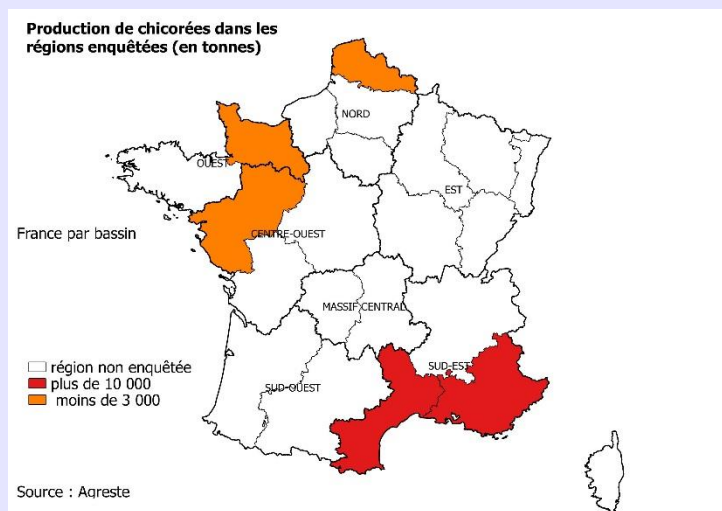 Production de chicorées dans les
régions enquêtées (en tonnes)
NORD
OUEST
EST
France par bassin
CENTRE-OUEST
MASSIF CENTRAL
région non enquêtée
plus de 10 000
moins de 3 000
SUD-EST
SUD-OUEST
Source : Agreste